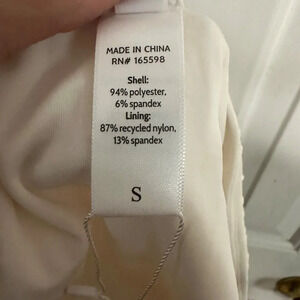 MADE IN CHINA
RN# 165598
Shell:
94% polyester,
6% spandex
Lining:
87% recycled nylon,
13% spandex
S